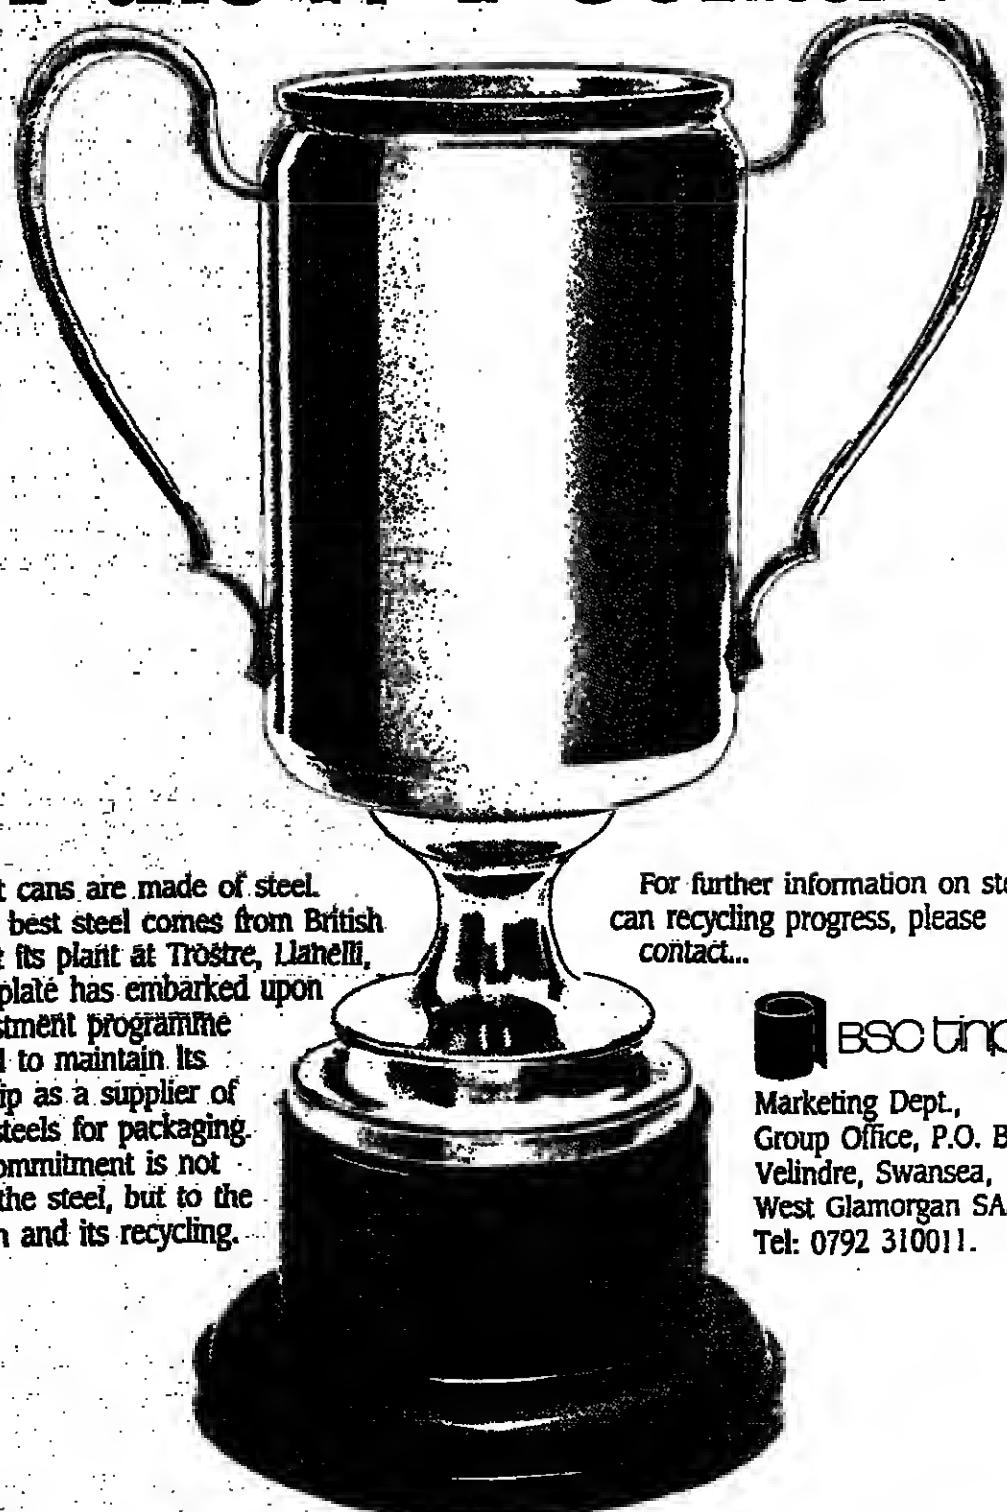 t cans are made of steel.
best steel comes from British
its plant at Trostre, Llanelli,
plate has embarked upon
stment programme
to maintain its
ip as a supplier of
steels for packaging.
ommitment is not
the steel, but to the
n and its recycling.
For further information on ste
can recycling progress, please
contact...
BSC tinp
Marketing Dept.,
Group Office, P.O. B
Velindre, Swansea,
West Glamorgan SA
Tel: 0792 310011.